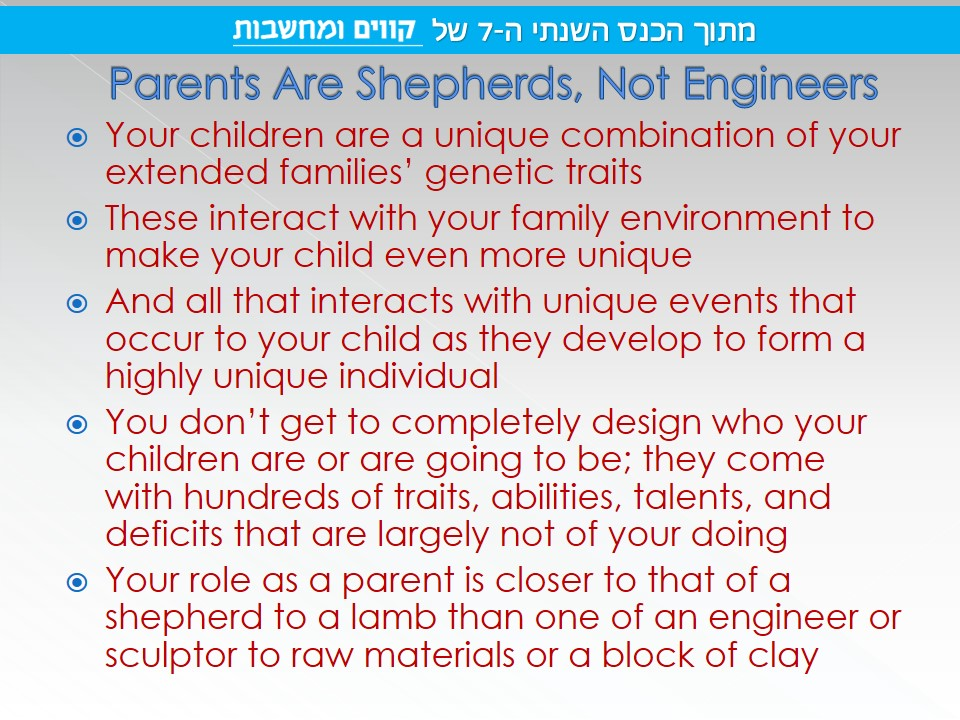 מתוך הכנס השנתי ה-7 של קווים ומחשבות
Parents Are Shepherds, Not Engineers
Your children are a unique combination of your
extended families’ genetic traits
These interact with your family environment to
make your child even more unique
And all that interacts with unique events that
occur to your child as they develop to form a
highly unique individual
You don’t get to completely design who your
children are or are going to be; they come
with hundreds of traits, abilities, talents, and
deficits that are largely not of your doing
Your role as a parent is closer to that of a
shepherd to a lamb than one of an engineer or
sculptor to raw materials or a block of clay